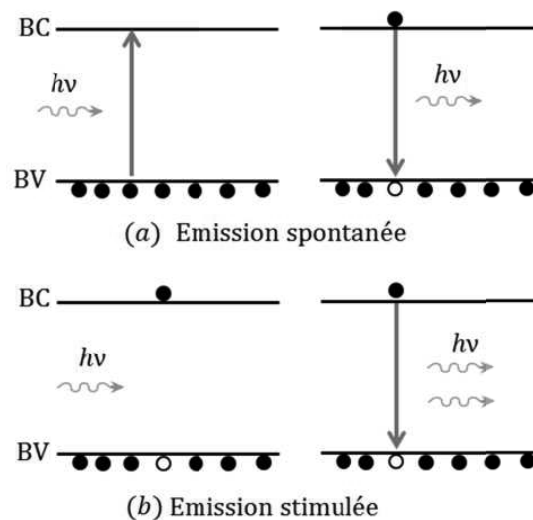 BC
hν
hν
BV
(a) Emission spontanée
BC
hν
hν
BV
(b) Emission stimulée